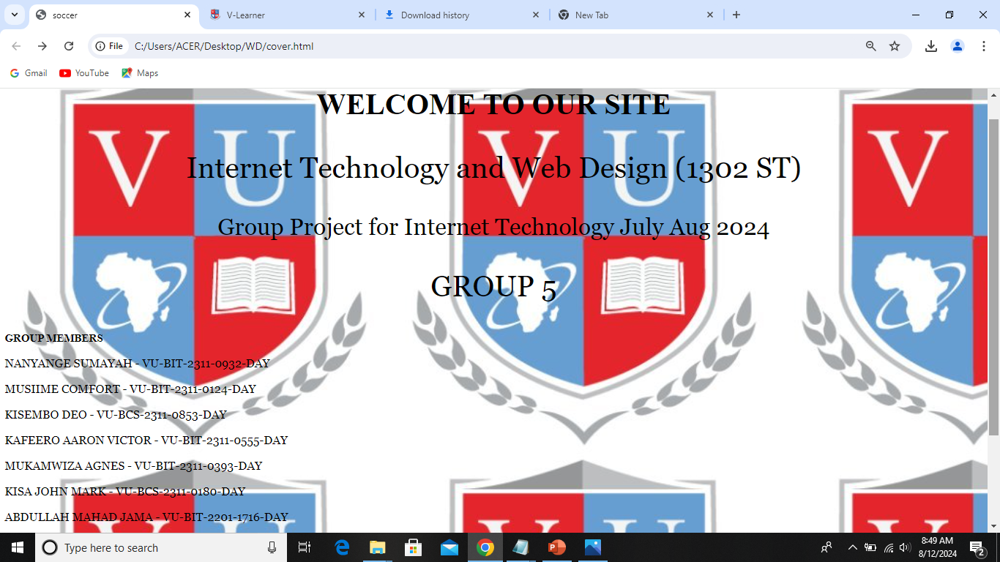 soccer
V-Learner
Download history
New Tab
File
C:/Users/ACER/Desktop/WD/cover.html
Gmail
YouTube
Maps
WELCOME TO OUR SITE
V U
V U
V
Internet Technology and Web Design (1302 ST)
Group Project for Internet Technology July Aug 2024
GROUP 5
GROUP MEMBERS
NANYANGE SUMAYAH - VU-BIT-2311-0932-DAY
MUSIIME COMFORT - VU-BIT-2311-0124-DAY
KISEMBO DEO - VU-BCS-2311-0853-DAY
KAFEERO AARON VICTOR - VU-BIT-2311-0555-DAY
MUKAMWIZA AGNES - VU-BIT-2311-0393-DAY
KISA JOHN MARK - VU-BCS-2311-0180-DAY
ABDULLAH MAHAD JAMA - VU-BIT-2201-1716-DAY
Type here to search
8:49 AM
8/12/2024
2